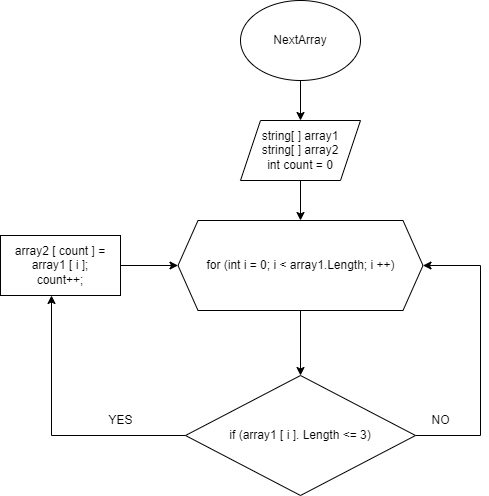 NextArray
string[ ] array1
string[ ] array2
int count = 0
array2 [ count ] =
array1 [ i ];
count++;
for (int i = 0; i < array1.Length; i ++)
YES
NO
if (array1 [ i ]. Length <= 3)